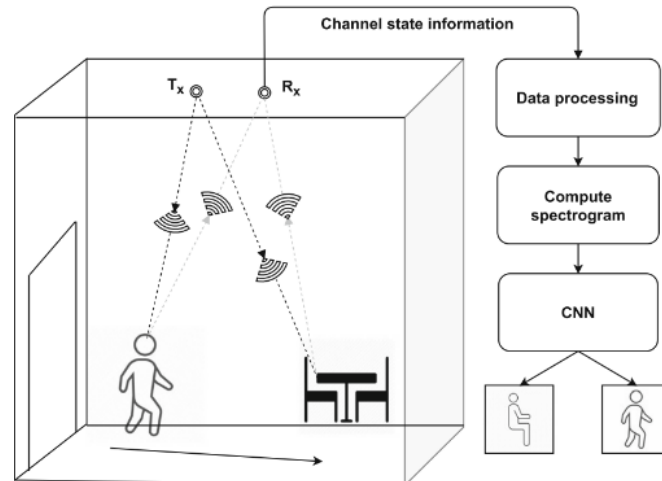 Channel state information
Tx
Rx
Data processing
Compute
spectrogram
CNN